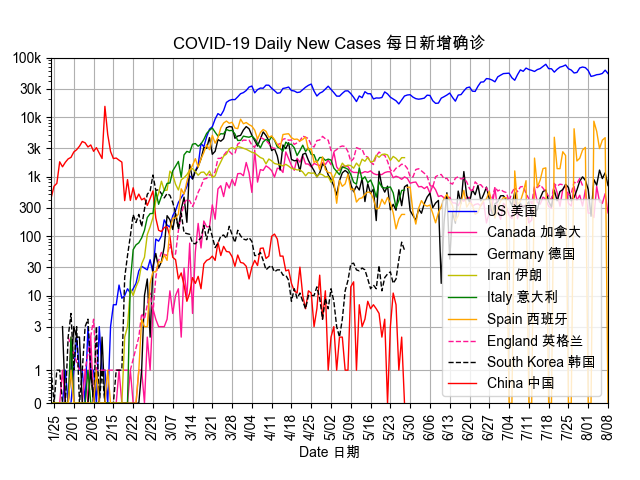 COVID-19 Daily New Cases 每日新增确诊
100k
30k
10k
3k
1k
300
100
30
10
3
1
0
US 美国
Canada 加拿大
Germany 德国
Iran 伊朗
Italy 意大利
Spain 西班牙
England 英格兰
South Korea 韩国
China 中国
1/25
2/01
2/08
2/15
2/22
2/29
3/07
3/14
3/21
3/28
4/04
4/11
4/18
4/25
5/02
5/09
5/16
5/23
5/30
6/06
6/13
6/20
6/27
7/04
7/11
7/18
7/25
8/01
8/08
Date 日期